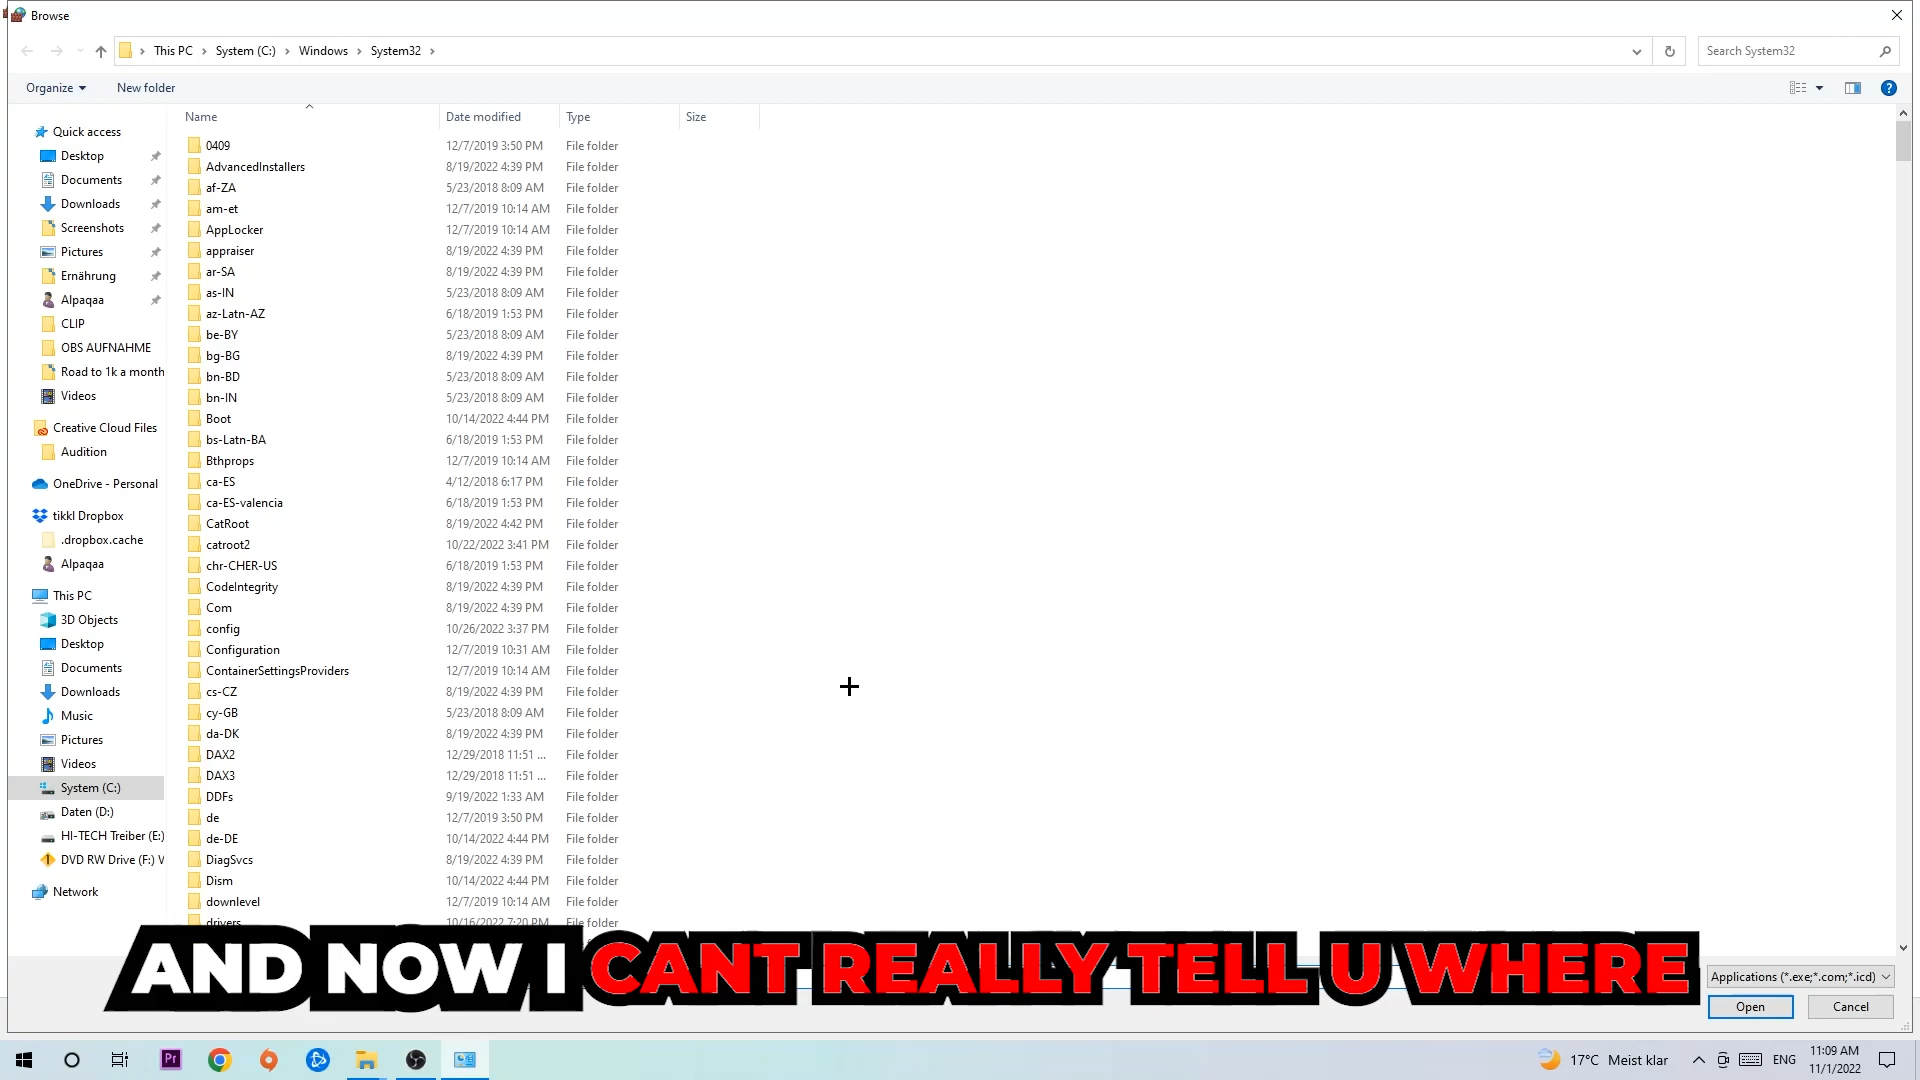 Browse
This PC > System (C:) > Windows > System32 >
Search System32
Organize
New folder
Name
Date modified
Type
Size
Quick access
Desktop
Documents
Downloads
Screenshots
Pictures
Ernährung
Alpaqaa
CLIP
OBS AUFNAHME
Road to 1k a month
Videos
Creative Cloud Files
Audition
OneDrive - Personal
tikkl Dropbox
.dropbox.cache
Alpaqaa
This PC
3D Objects
Desktop
Documents
Downloads
Music
Pictures
Videos
System (C:)
Daten (D:)
HI-TECH Treiber (E:)
DVD RW Drive (F:) V
Network
0409 12/7/2019 3:50 PM File folder
AdvancedInstallers 8/19/2022 4:39 PM File folder
af-ZA 5/23/2018 8:09 AM File folder
am-et 12/7/2019 10:14 AM File folder
AppLocker 12/7/2019 10:14 AM File folder
appraiser 8/19/2022 4:39 PM File folder
ar-SA 8/19/2022 4:39 PM File folder
as-IN 5/23/2018 8:09 AM File folder
az-Latn-AZ 6/18/2019 1:53 PM File folder
be-BY 5/23/2018 8:09 AM File folder
bg-BG 8/19/2022 4:39 PM File folder
bn-BD 5/23/2018 8:09 AM File folder
bn-IN 5/23/2018 8:09 AM File folder
Boot 10/14/2022 4:44 PM File folder
bs-Latn-BA 6/18/2019 1:53 PM File folder
Bthprops 12/7/2019 10:14 AM File folder
ca-ES 4/12/2018 6:17 PM File folder
ca-ES-valencia 6/18/2019 1:53 PM File folder
CatRoot 8/19/2022 4:42 PM File folder
catroot2 10/22/2022 3:41 PM File folder
chr-CHER-US 6/18/2019 1:53 PM File folder
CodeIntegrity 8/19/2022 4:39 PM File folder
Com 8/19/2022 4:39 PM File folder
config 10/26/2022 3:37 PM File folder
Configuration 12/7/2019 10:31 AM File folder
ContainerSettingsProviders 12/7/2019 10:14 AM File folder
cs-CZ 8/19/2022 4:39 PM File folder
cy-GB 5/23/2018 8:09 AM File folder
da-DK 8/19/2022 4:39 PM File folder
DAX2 12/29/2018 11:51 ... File folder
DAX3 12/29/2018 11:51 ... File folder
DDFs 9/19/2022 1:33 AM File folder
de 12/7/2019 3:50 PM File folder
de-DE 10/14/2022 4:44 PM File folder
DiagSvcs 8/19/2022 4:39 PM File folder
Dism 10/14/2022 4:44 PM File folder
downlevel 12/7/2019 10:14 AM File folder
drivers 10/16/2022 7:20 PM File folder
AND NOW I CANT REALLY TELL U WHERE
Applications (*.exe;*.com;*.icd)
Open
Cancel
Pr
17°C Meist klar
ENG
11:09 AM
11/1/2022